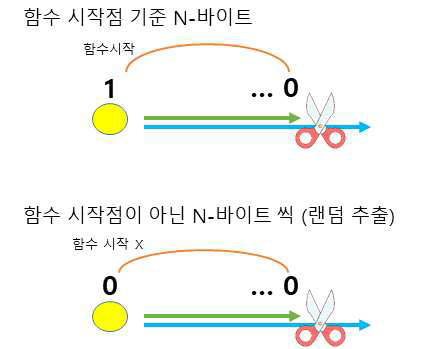 함수 시작점 기준 N-바이트
함수시작
1 ... 0
함수 시작점이 아닌 N-바이트 씩 (랜덤 추출)
함수 시작 X
0 ... 0